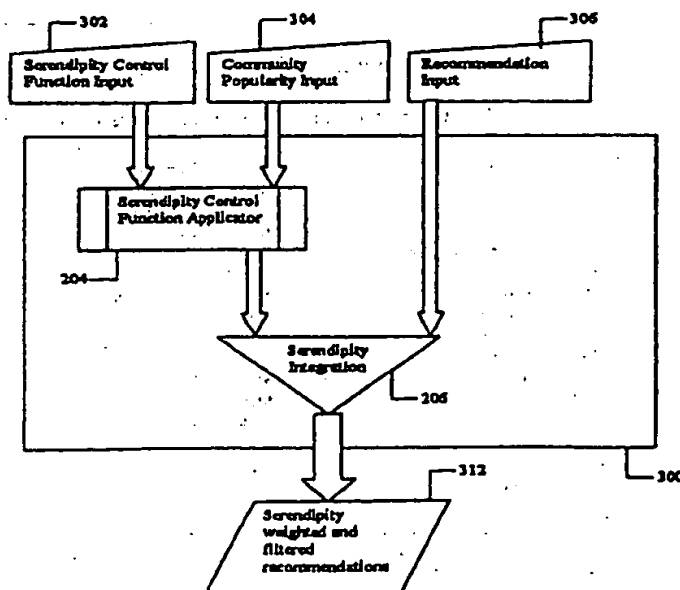 302
304
306
Serendipity Control
Function Input
Community
Popularity Input
Recommendation
Input
Serendipity Control
Function Applicator
204
Serendipity
Integration
206
300
312
Serendipity
weighted and
filtered
recommendations